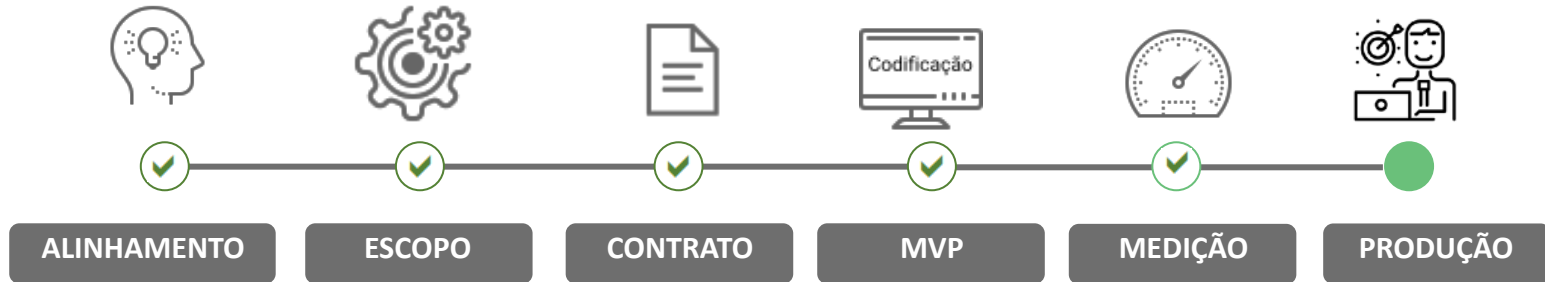 Codificação
ALINHAMENTO
ESCOPO
CONTRATO
MVP
MEDIÇÃO
PRODUÇÃO